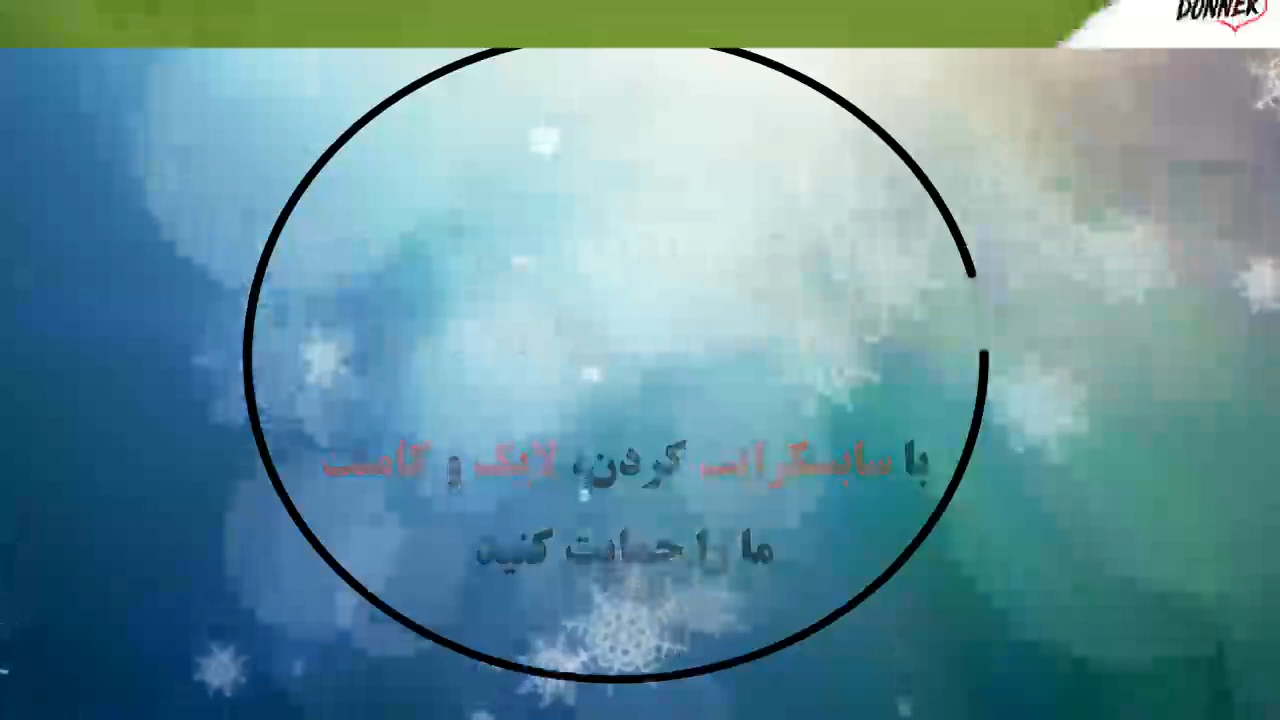 DONNER
با سابسکرایب کردن، لایک و کامنت
ما را حمایت کنید